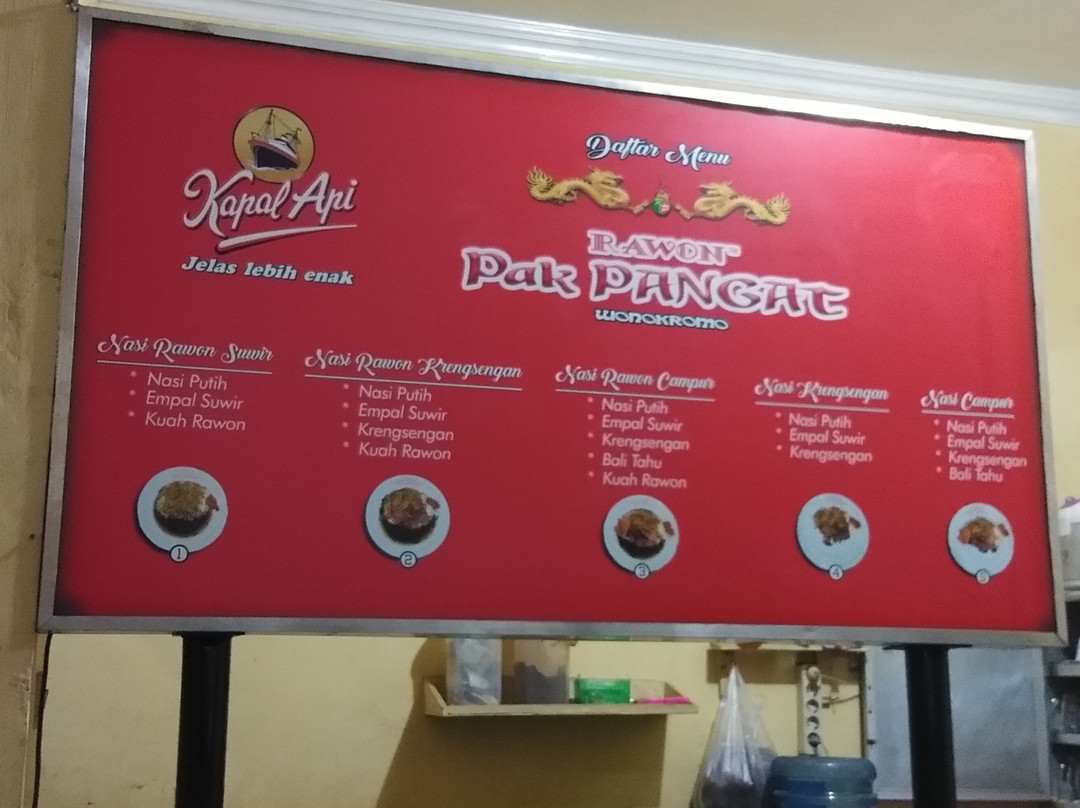 Kapal Api
Jelas lebih enak
Daftar Menu
RAWON
Pak PANGAT
WONOKROMO
Nasi Rawon Suwir
* Nasi Putih
* Empal Suwir
* Kuah Rawon
1
Nasi Rawon Krengsengan
* Nasi Putih
* Empal Suwir
* Krengsengan
* Kuah Rawon
2
Nasi Rawon Campur
* Nasi Putih
* Empal Suwir
* Krengsengan
* Bali Tahu
* Kuah Rawon
3
Nasi Krengsengan
* Nasi Putih
* Empal Suwir
* Krengsengan
4
Nasi Campur
* Nasi Putih
* Empal Suwir
* Krengsengan
* Bali Tahu
5